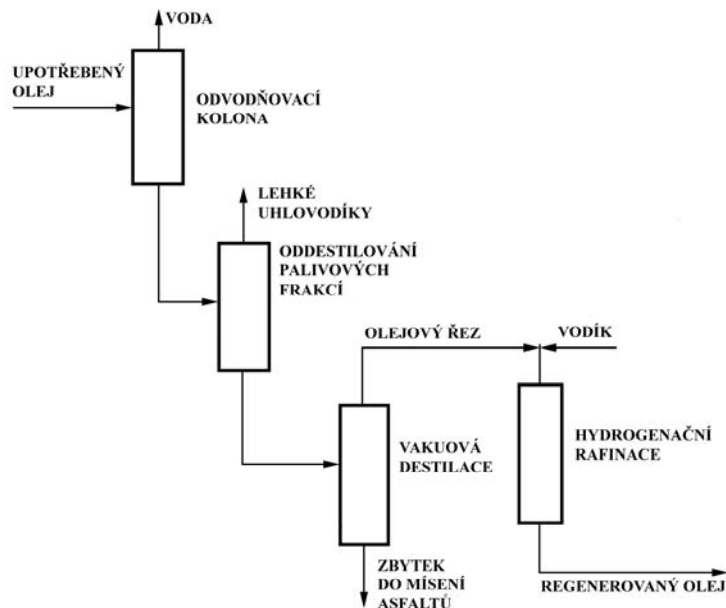 VODA
UPOTŘEBENÝ
OLEJ
ODVODŇOVACÍ
KOLONA
LEHKÉ
UHLOVODÍKY
ODDESTILOVÁNÍ
PALIVOVÝCH
FRAKCÍ
OLEJOVÝ ŘEZ
VODÍK
VAKUOVÁ
DESTILACE
HYDROGENAČNÍ
RAFINACE
ZBYTEK
DO MÍSENÍ
ASFALTŮ
REGENEROVANÝ OLEJ